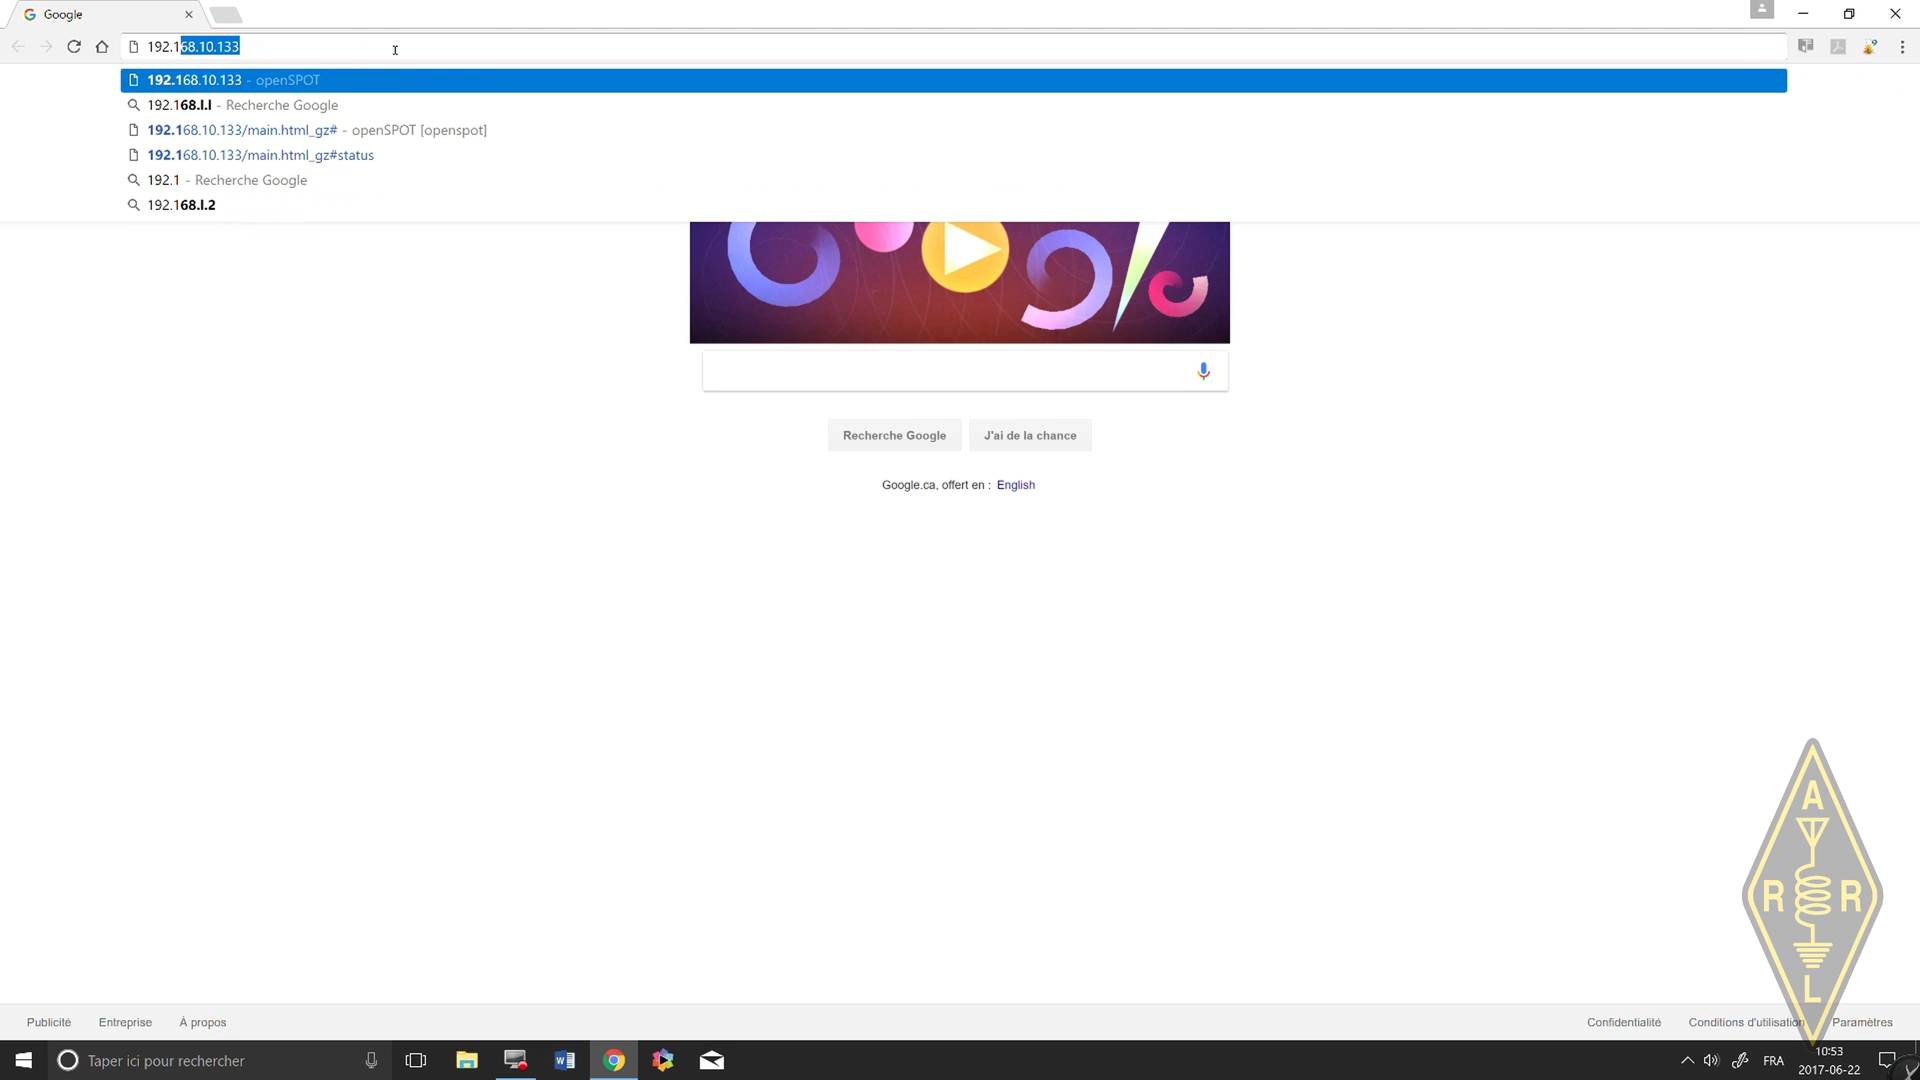 Google
192.168.10.133
192.168.10.133 - openSPOT
192.168.l.l - Recherche Google
192.168.10.133/main.html_gz# - openSPOT [openspot]
192.168.10.133/main.html_gz#status
192.1 - Recherche Google
192.168.l.2
Recherche Google
J'ai de la chance
Google.ca, offert en : English
A
R R
L
Publicité Entreprise À propos
Confidentialité Conditions d'utilisation Paramètres
Taper ici pour rechercher
FRA
10:53
2017-06-22